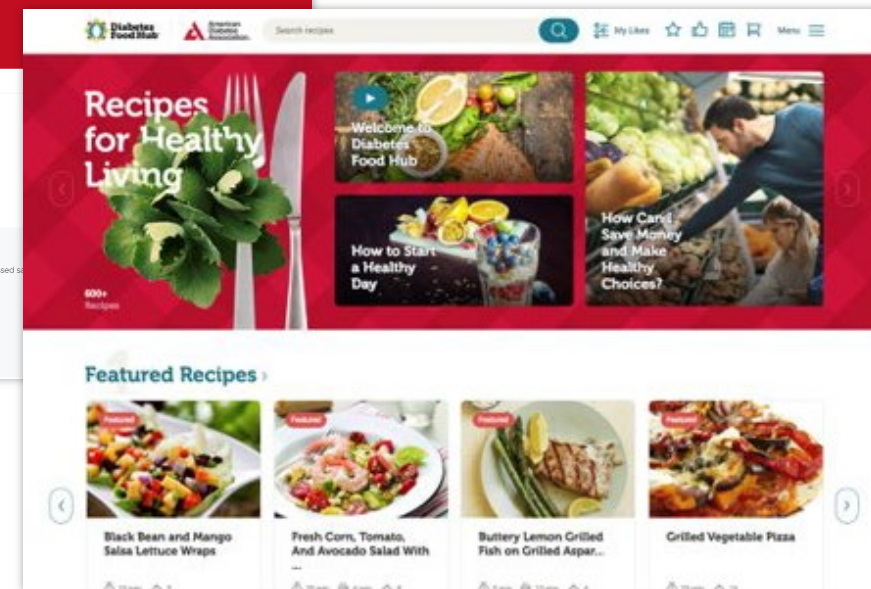 Diabetes
Food Hub
American
Diabetes
Association.
Search recipes
My Likes
Menu
Recipes
for Healthy
Living
600+
Recipes
Welcome to
Diabetes
Food Hub
How to Start
a Healthy
Day
How Can I
Save Money
and Make
Healthy
Choices?
Featured Recipes ›
Featured
Featured
Featured
Featured
Black Bean and Mango
Salsa Lettuce Wraps
Fresh Corn, Tomato,
And Avocado Salad With
...
Buttery Lemon Grilled
Fish on Grilled Aspar...
Grilled Vegetable Pizza